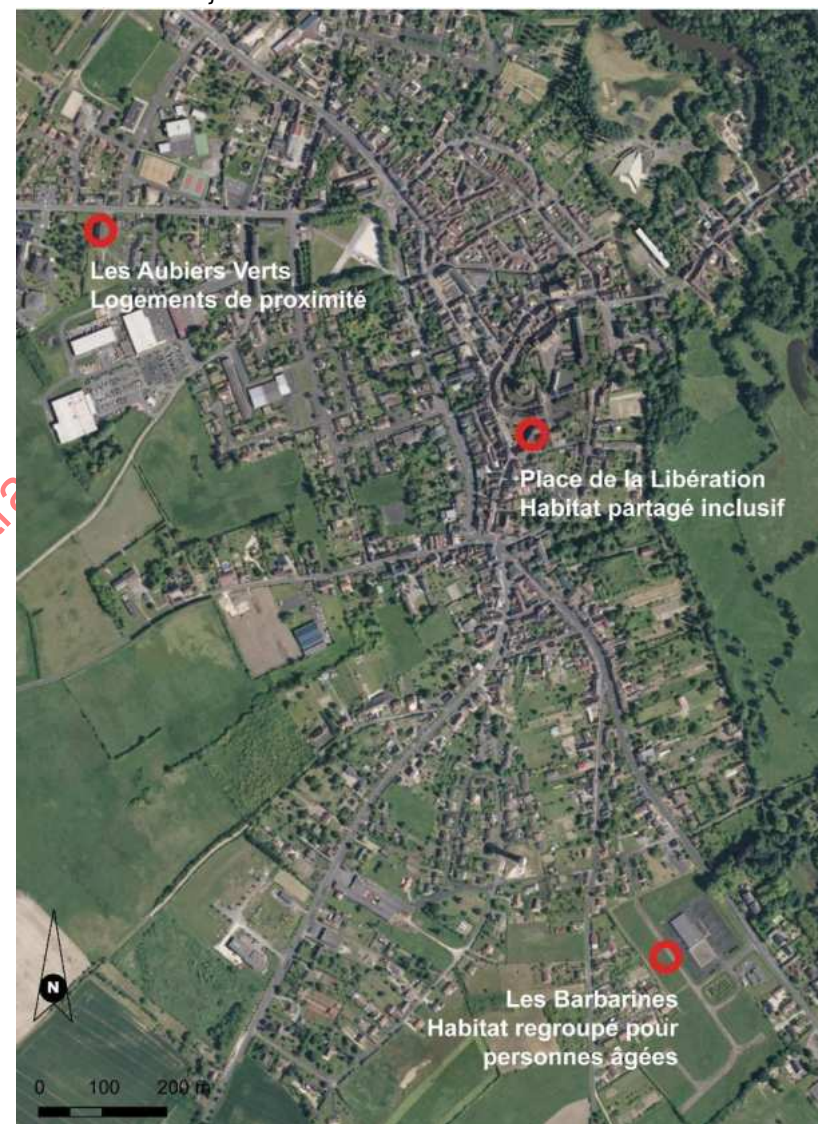 Les Aubiers Verts
Logements de proximité
Place de la Libération
Habitat partagé inclusif
Les Barbarines
Habitat regroupé pour
personnes âgées
N
0 100 200 m